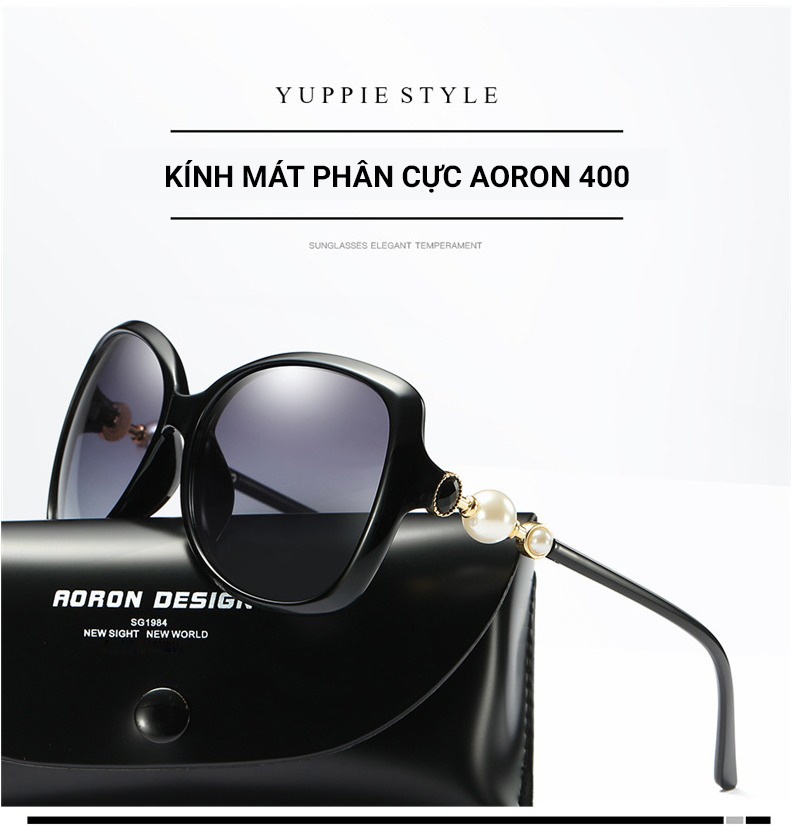 YUPPIE STYLE
KÍNH MÁT PHÂN CỰC AORON 400
SUNGLASSES ELEGANT TEMPERAMENT
AORON DESIGN
SG1984
NEW SIGHT NEW WORLD